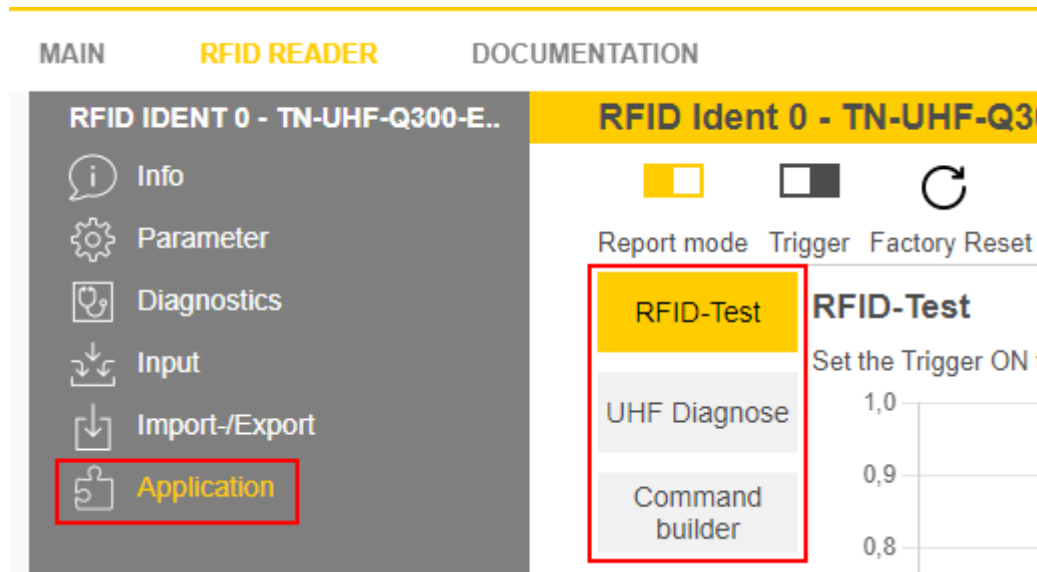 MAIN RFID READER DOCUMENTATION
RFID IDENT 0 - TN-UHF-Q300-E..
Info
Parameter
Diagnostics
Input
Import-/Export
Application
RFID Ident 0 - TN-UHF-Q30
Report mode Trigger Factory Reset
RFID-Test
UHF Diagnose
Command
builder
RFID-Test
Set the Trigger ON
1,0
0,9
0,8